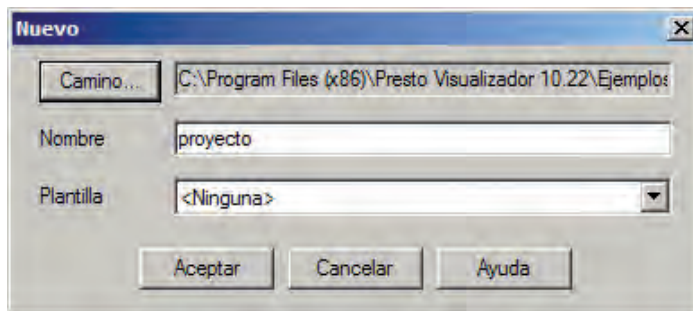 Nuevo
Camino... C:\Program Files (x86)\Presto Visualizador 10.22\Ejemplos
Nombre proyecto
Plantilla <Ninguna>
Aceptar Cancelar Ayuda